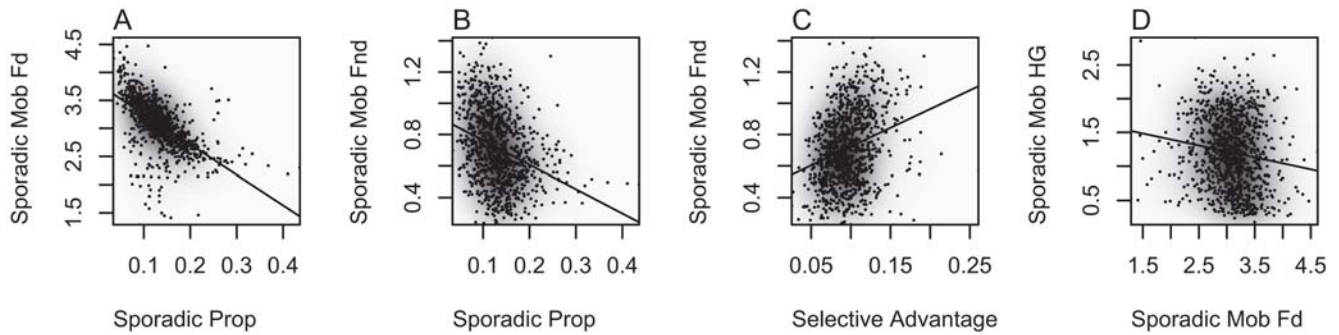 A
Sporadic Mob Fd
4.5
3.5
2.5
1.5
0.1 0.2 0.3 0.4
Sporadic Prop
B
Sporadic Mob Fnd
1.2
0.8
0.4
0.1 0.2 0.3 0.4
Sporadic Prop
C
Sporadic Mob Fnd
1.2
0.8
0.4
0.05 0.15 0.25
Selective Advantage
D
Sporadic Mob HG
2.5
1.5
0.5
1.5 2.5 3.5 4.5
Sporadic Mob Fd